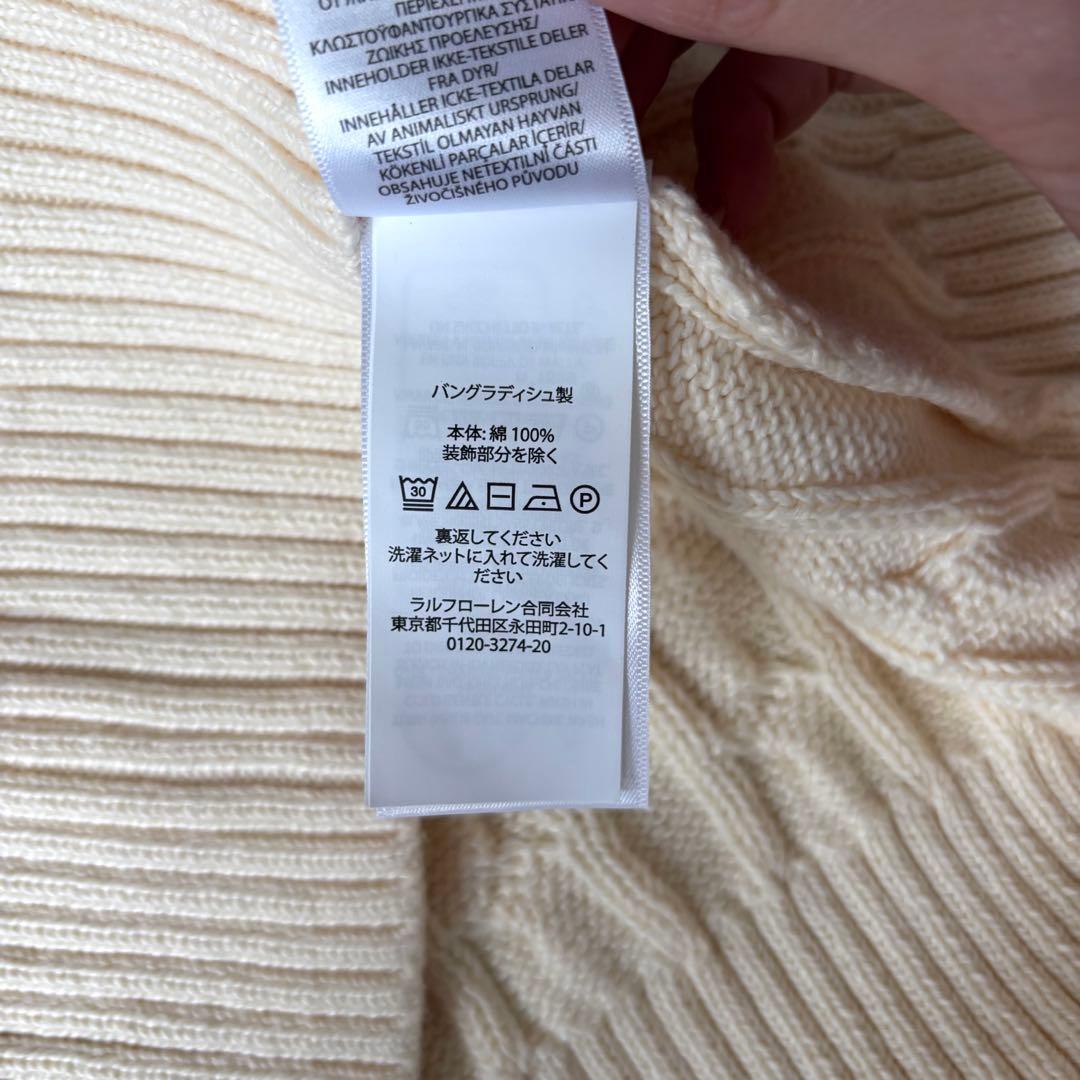 ΠΕΡΙΕΧΕΙ
ΚΛΩΣΤΟΫΦΑΝΤΟΥΡΓΙΚΑ ΣΥΣΤΑΤΙΚΑ
ΖΩΙΚΗΣ ΠΡΟΕΛΕΥΣΗΣ/
INNEHOLDER IKKE-TEKSTILE DELER
FRA DYR/
INNEHÅLLER ICKE-TEXTILA DELAR
AV ANIMALISKT URSPRUNG/
TEKSTİL OLMAYAN HAYVAN
KÖKENLİ PARÇALAR İÇERİR/
OBSAHUJE NETEXTILNÍ ČÁSTI
ŽIVOČIŠNÉHO PŮVODU
バングラディシュ製
本体: 綿 100%
装飾部分を除く
30 P
裏返してください
洗濯ネットに入れて洗濯してく
ださい
ラルフローレン合同会社
東京都千代田区永田町2-10-1
0120-3274-20